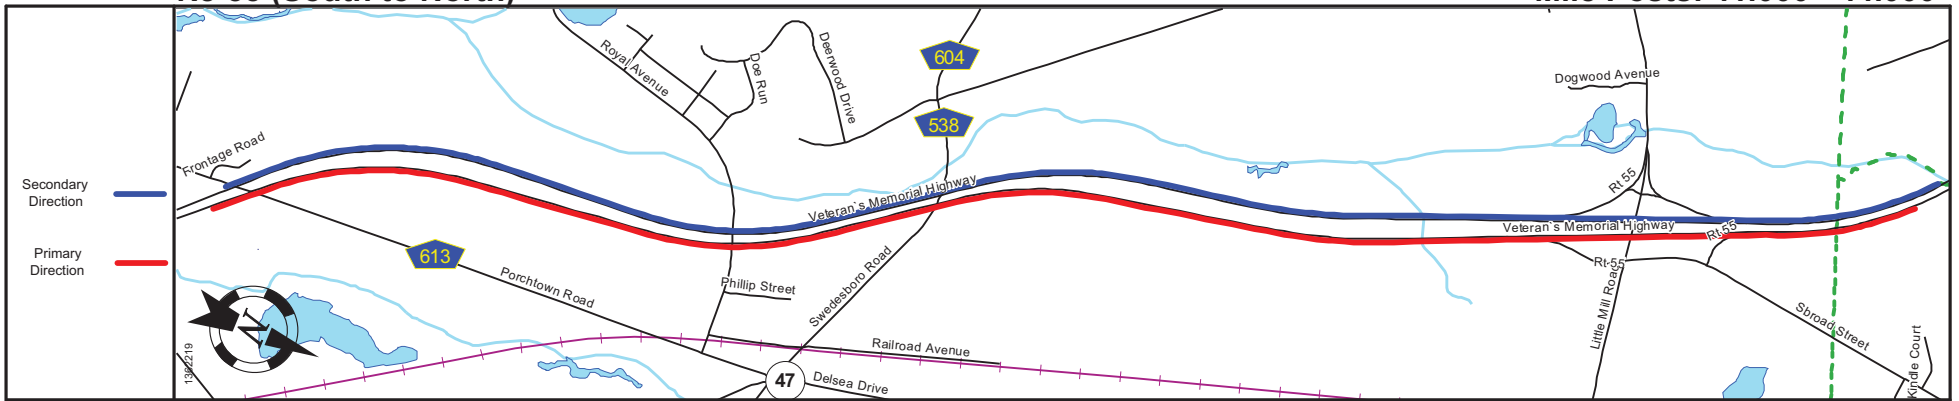 Secondary
Direction
Primary
Direction
Frontage Road
Royal Avenue
Doe Run
Deerwood Drive
604
538
Dogwood Avenue
Veteran`s Memorial Highway
Rt 55
Veteran`s Memorial Highway
Rt 55
Rt 55
613
Porchtown Road
Phillip Street
Swedesboro Road
Little Mill Road
Sbroad Street
Kindle Court
N
1362219
Railroad Avenue
47
Delsea Drive